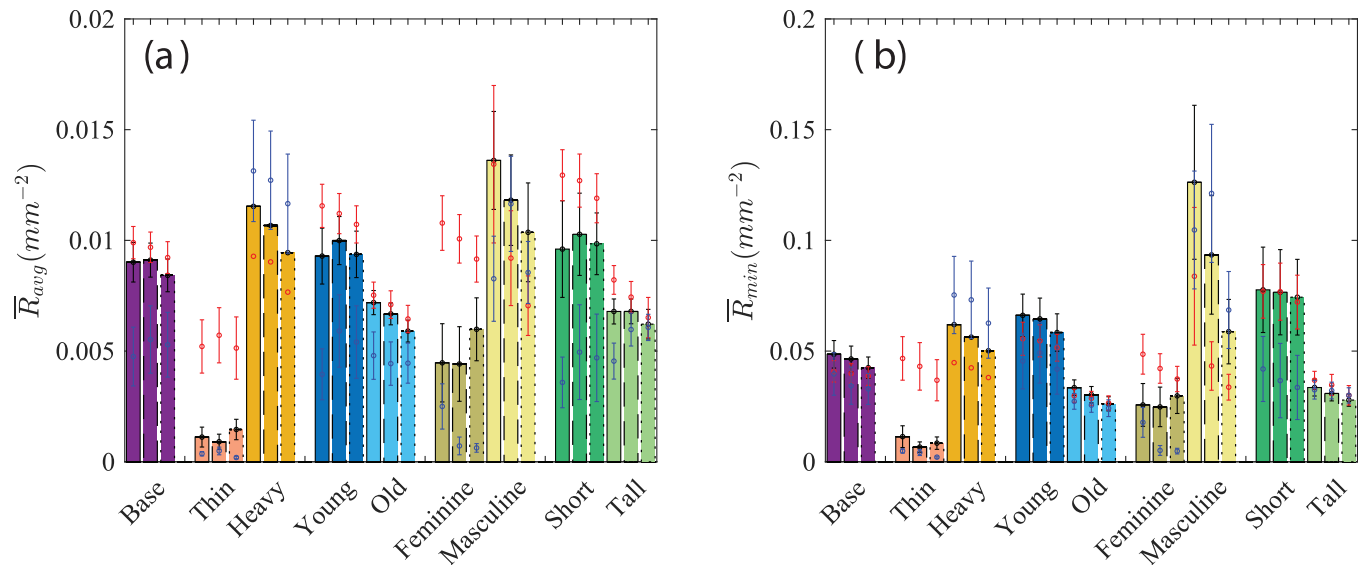 (a)
0.02
0.015
0.01
0.005
0
R̅avg(mm⁻²)
Base
Thin
Heavy
Young
Old
Feminine
Masculine
Short
Tall
( b)
0.2
0.15
0.1
0.05
0
R̅min(mm⁻²)
Base
Thin
Heavy
Young
Old
Feminine
Masculine
Short
Tall